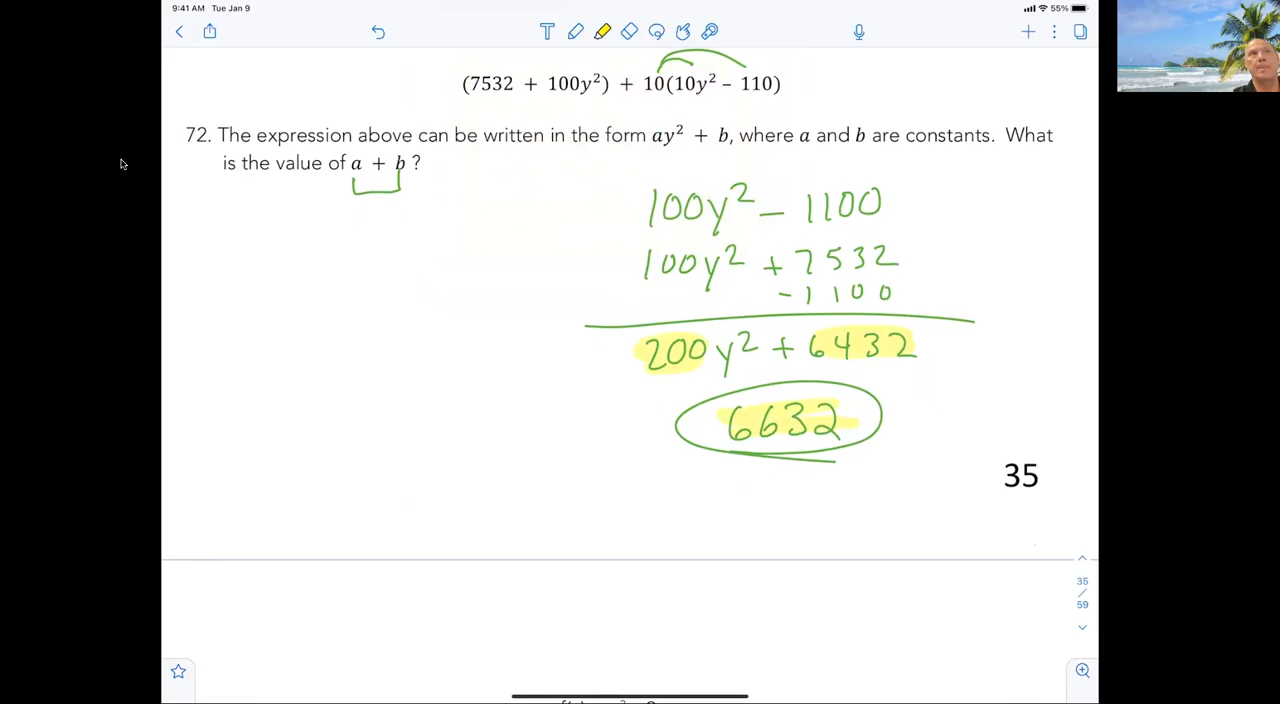 9:41 AM Tue Jan 9
55%
(7532 + 100y²) + 10(10y² – 110)
72. The expression above can be written in the form ay² + b, where a and b are constants. What
is the value of a + b ?
100y² – 1100
100y² + 7532
- 1100
200y² + 6432
6632
35
35
/
59